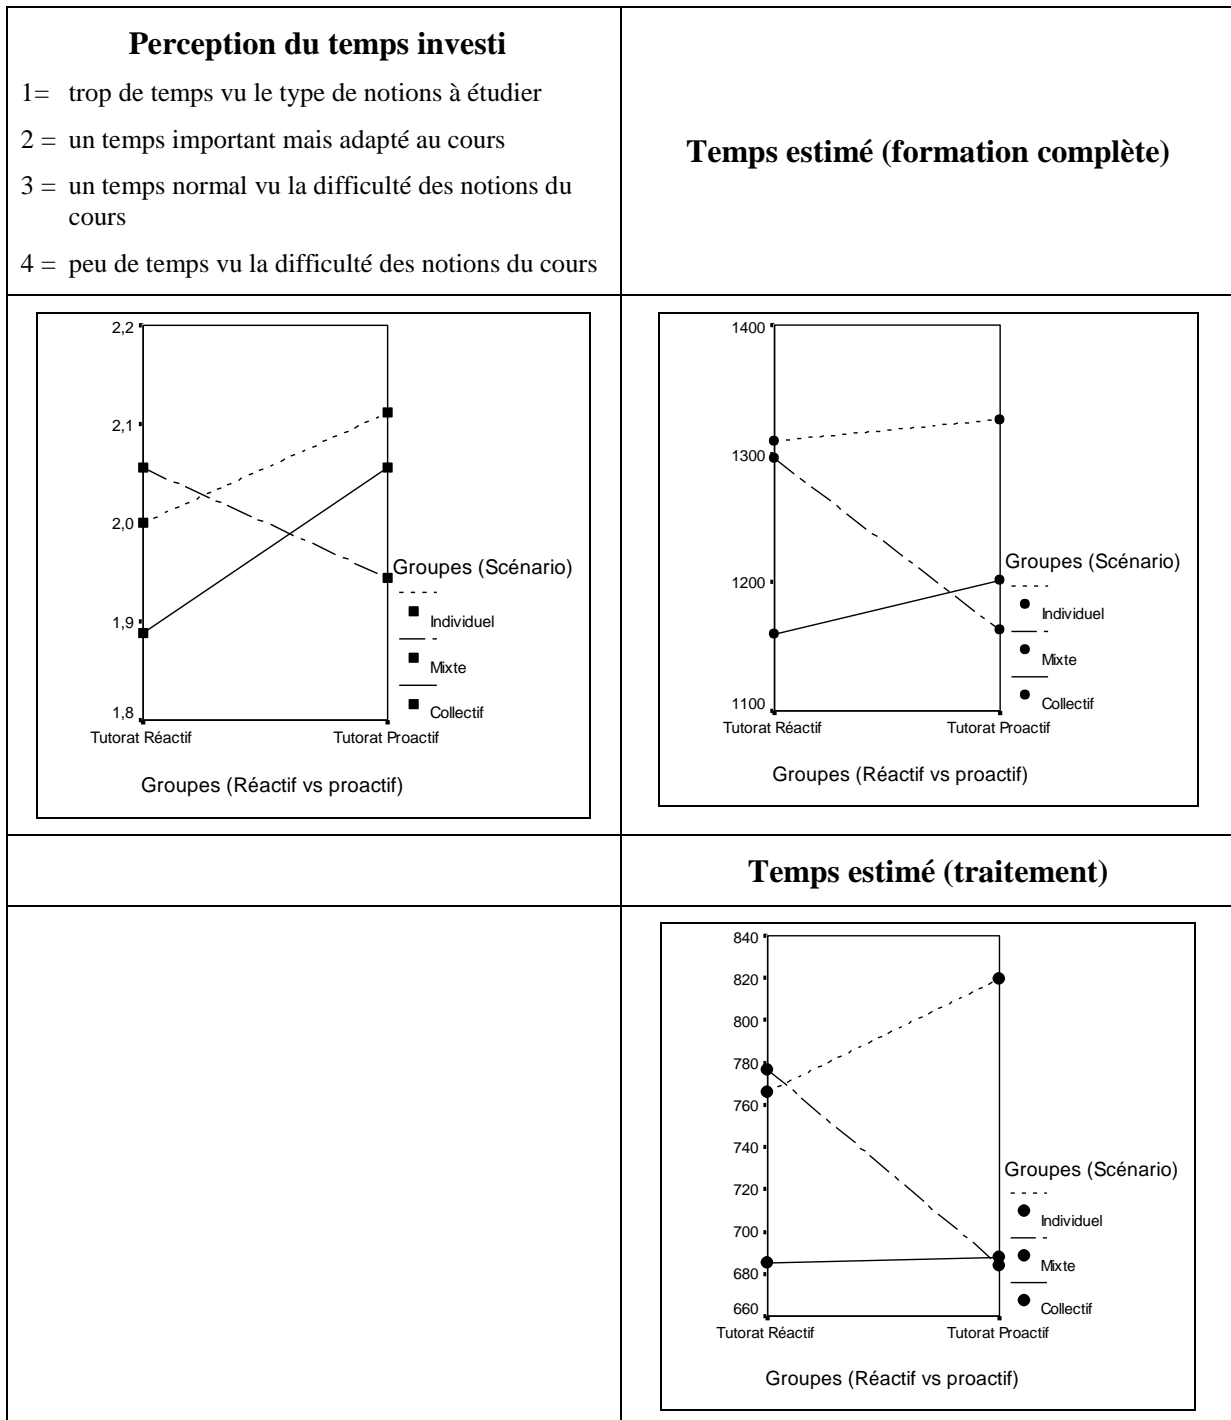 Perception du temps investi
1= trop de temps vu le type de notions à étudier
2 = un temps important mais adapté au cours
3 = un temps normal vu la difficulté des notions du
cours
4 = peu de temps vu la difficulté des notions du cours
Temps estimé (formation complète)
2,2
2,1
2,0
1,9
1,8
Tutorat Réactif
Tutorat Proactif
Groupes (Réactif vs proactif)
Groupes (Scénario)
Individuel
Mixte
Collectif
1400
1300
1200
1100
Tutorat Réactif
Tutorat Proactif
Groupes (Réactif vs proactif)
Groupes (Scénario)
Individuel
Mixte
Collectif
Temps estimé (traitement)
840
820
800
780
760
740
720
700
680
660
Tutorat Réactif
Tutorat Proactif
Groupes (Réactif vs proactif)
Groupes (Scénario)
Individuel
Mixte
Collectif